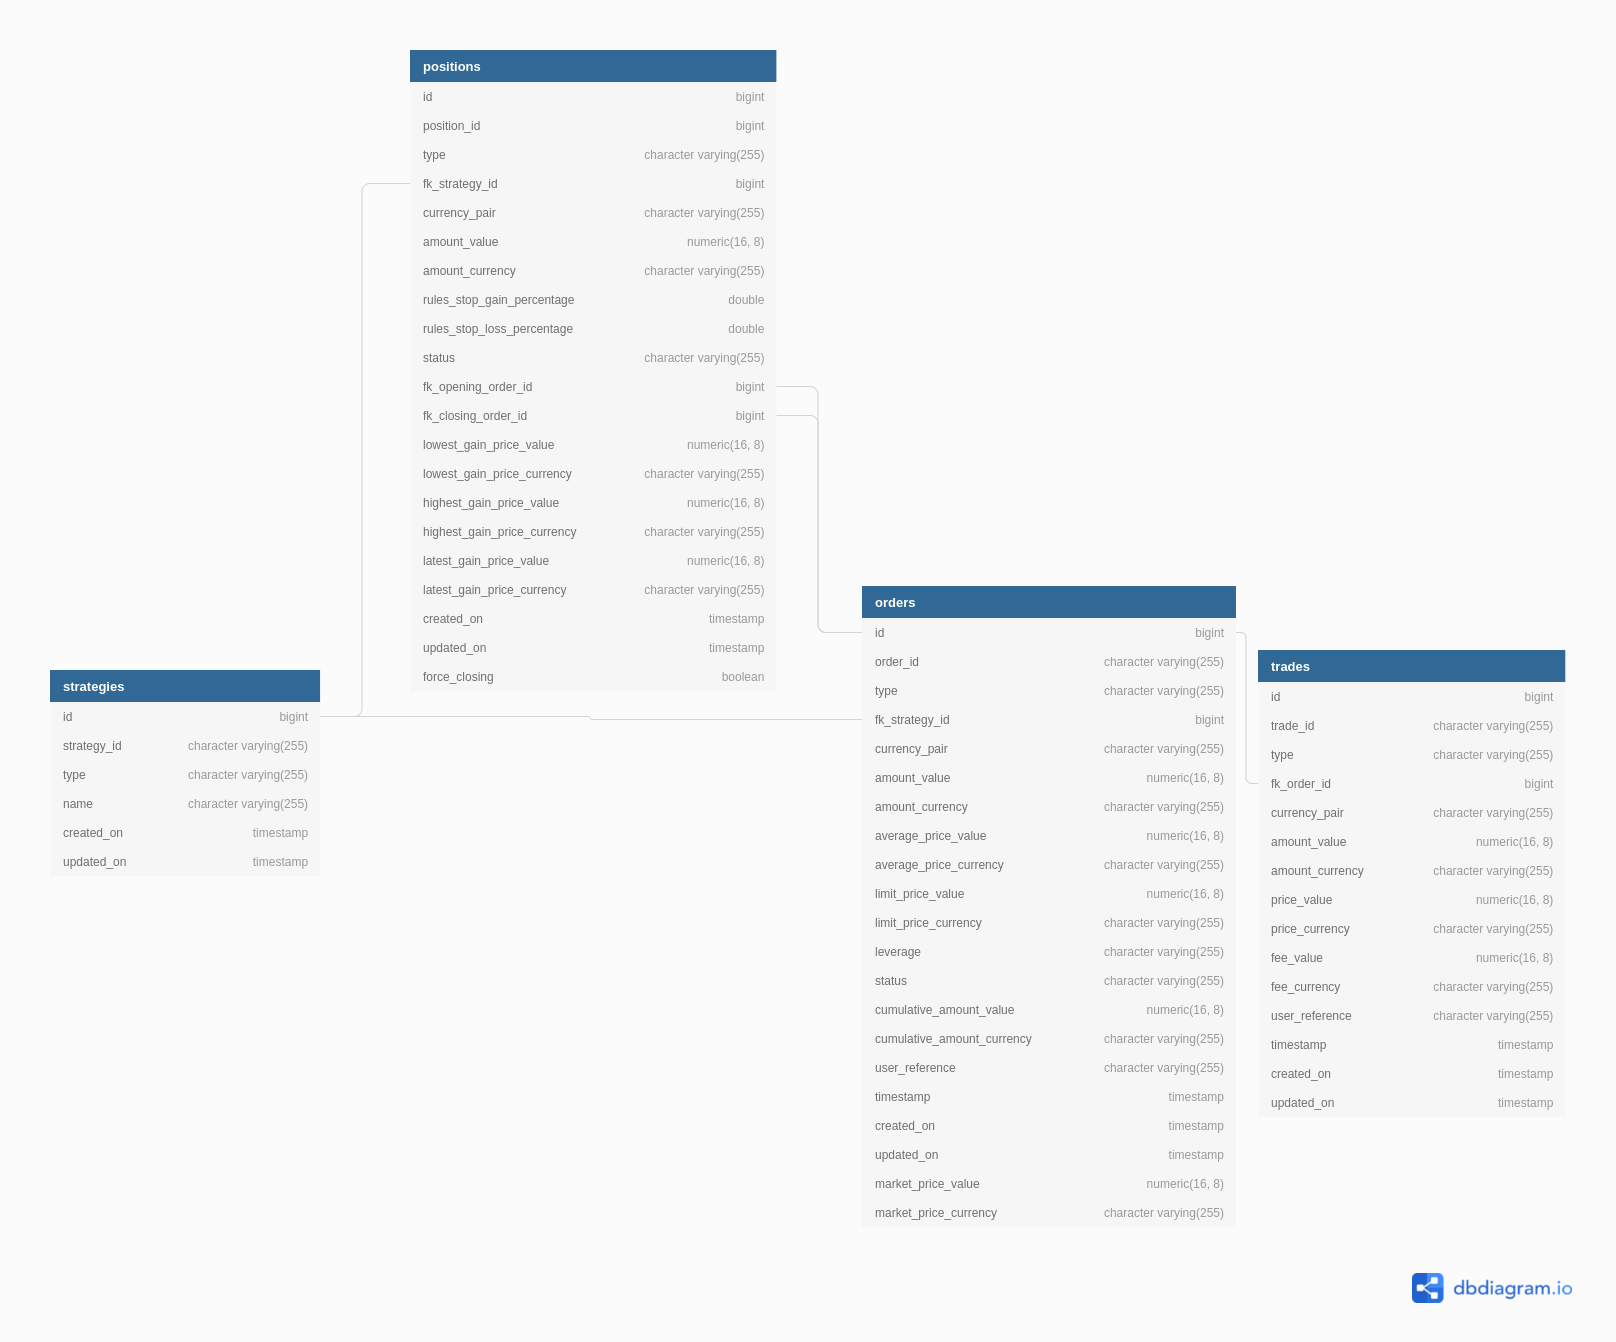 positions
id bigint
position_id bigint
type character varying(255)
fk_strategy_id bigint
currency_pair character varying(255)
amount_value numeric(16, 8)
amount_currency character varying(255)
rules_stop_gain_percentage double
rules_stop_loss_percentage double
status character varying(255)
fk_opening_order_id bigint
fk_closing_order_id bigint
lowest_gain_price_value numeric(16, 8)
lowest_gain_price_currency character varying(255)
highest_gain_price_value numeric(16, 8)
highest_gain_price_currency character varying(255)
latest_gain_price_value numeric(16, 8)
latest_gain_price_currency character varying(255)
created_on timestamp
updated_on timestamp
force_closing boolean
strategies
id bigint
strategy_id character varying(255)
type character varying(255)
name character varying(255)
created_on timestamp
updated_on timestamp
orders
id bigint
order_id character varying(255)
type character varying(255)
fk_strategy_id bigint
currency_pair character varying(255)
amount_value numeric(16, 8)
amount_currency character varying(255)
average_price_value numeric(16, 8)
average_price_currency character varying(255)
limit_price_value numeric(16, 8)
limit_price_currency character varying(255)
leverage character varying(255)
status character varying(255)
cumulative_amount_value numeric(16, 8)
cumulative_amount_currency character varying(255)
user_reference character varying(255)
timestamp timestamp
created_on timestamp
updated_on timestamp
market_price_value numeric(16, 8)
market_price_currency character varying(255)
trades
id bigint
trade_id character varying(255)
type character varying(255)
fk_order_id bigint
currency_pair character varying(255)
amount_value numeric(16, 8)
amount_currency character varying(255)
price_value numeric(16, 8)
price_currency character varying(255)
fee_value numeric(16, 8)
fee_currency character varying(255)
user_reference character varying(255)
timestamp timestamp
created_on timestamp
updated_on timestamp
dbdiagram.io